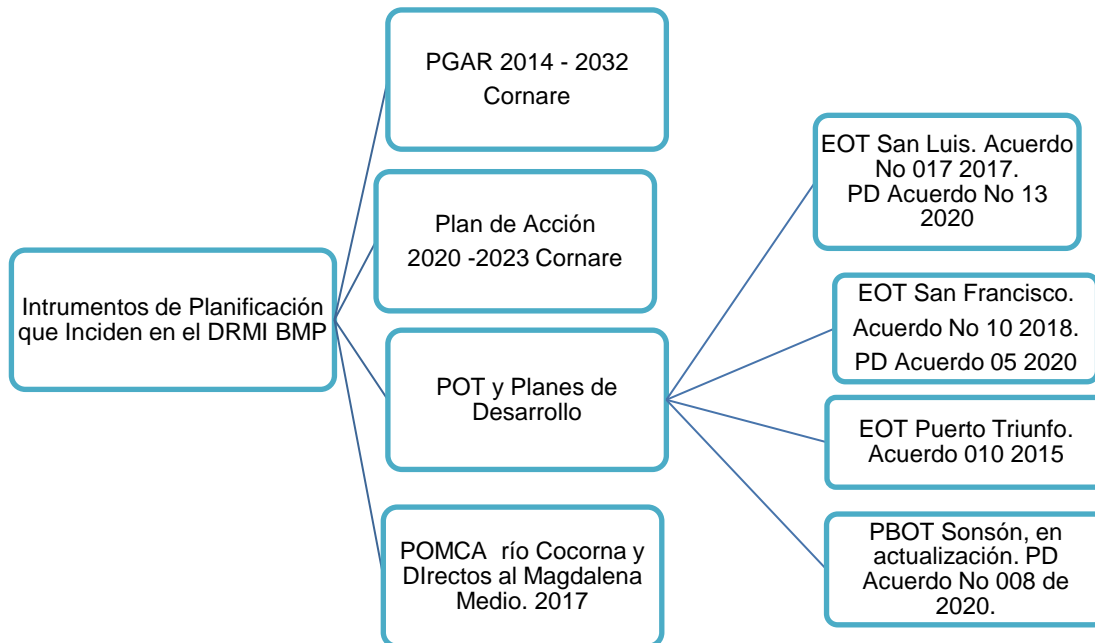 Intrumentos de Planificación
que Inciden en el DRMI BMP
PGAR 2014 - 2032
Cornare
Plan de Acción
2020 -2023 Cornare
POT y Planes de
Desarrollo
POMCA río Cocorna y
DIrectos al Magdalena
Medio. 2017
EOT San Luis. Acuerdo
No 017 2017.
PD Acuerdo No 13
2020
EOT San Francisco.
Acuerdo No 10 2018.
PD Acuerdo 05 2020
EOT Puerto Triunfo.
Acuerdo 010 2015
PBOT Sonsón, en
actualización. PD
Acuerdo No 008 de
2020.